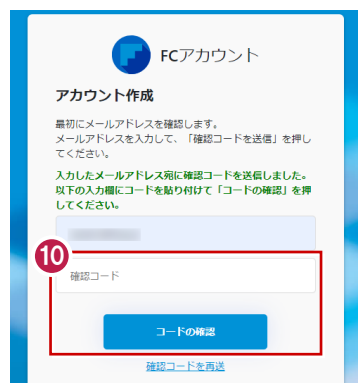 FCアカウント
アカウント作成
最初にメールアドレスを確認します。
メールアドレスを入力して、「確認コードを送信」を押し
てください。
入力したメールアドレス宛に確認コードを送信しました。
以下の入力欄にコードを貼り付けて「コードの確認」を押
してください。
10
確認コード
コードの確認
確認コードを再送